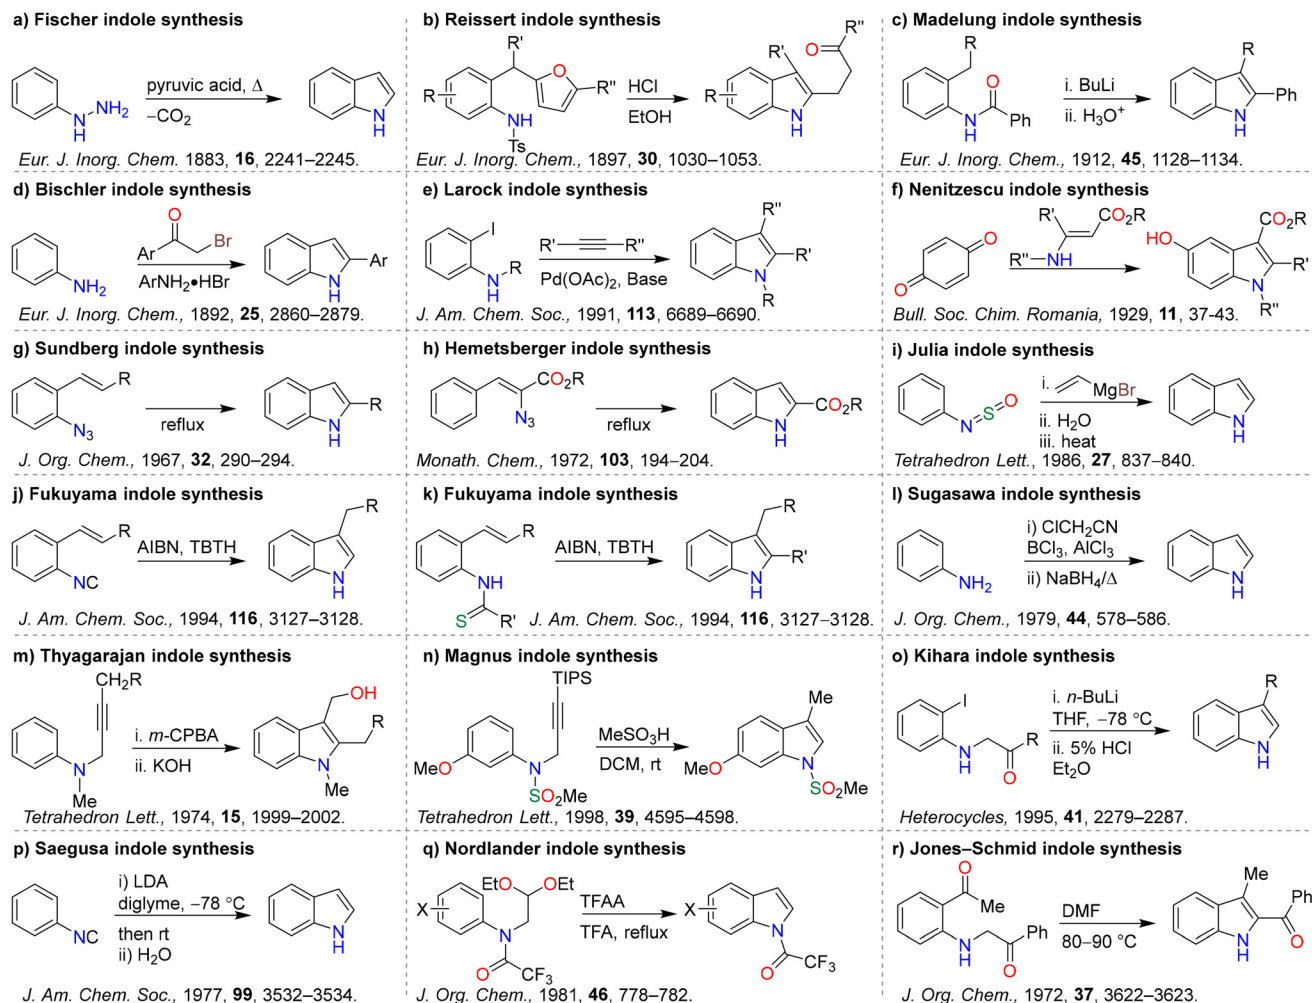 a) Fischer indole synthesis
N
H
NH2
pyruvic acid, Δ
−CO2
N
H
Eur. J. Inorg. Chem. 1883, 16, 2241–2245.
b) Reissert indole synthesis
R'
O
R''
R
NH
Ts
HCl
EtOH
R''
O
R'
R
N
H
Eur. J. Inorg. Chem., 1897, 30, 1030–1053.
c) Madelung indole synthesis
R
O
N
H
Ph
i. BuLi
ii. H3O+
R
Ph
N
H
Eur. J. Inorg. Chem., 1912, 45, 1128–1134.
d) Bischler indole synthesis
NH2
O
Ar
Br
ArNH2•HBr
Ar
N
H
Eur. J. Inorg. Chem., 1892, 25, 2860–2879.
e) Larock indole synthesis
I
N
H
R
R'
R''
Pd(OAc)2, Base
R''
R'
N
R
J. Am. Chem. Soc., 1991, 113, 6689–6690.
f) Nenitzescu indole synthesis
O
O
R'
CO2R
R''
NH
HO
CO2R
R'
N
R''
Bull. Soc. Chim. Romania, 1929, 11, 37-43.
g) Sundberg indole synthesis
R
N3
reflux
R
N
H
J. Org. Chem., 1967, 32, 290–294.
h) Hemetsberger indole synthesis
CO2R
N3
reflux
CO2R
N
H
Monath. Chem., 1972, 103, 194–204.
i) Julia indole synthesis
N
S
O
i.
MgBr
ii. H2O
iii. heat
N
H
Tetrahedron Lett., 1986, 27, 837–840.
j) Fukuyama indole synthesis
R
NC
AIBN, TBTH
R
N
H
J. Am. Chem. Soc., 1994, 116, 3127–3128.
k) Fukuyama indole synthesis
R
NH
S
R'
AIBN, TBTH
R
R'
N
H
J. Am. Chem. Soc., 1994, 116, 3127–3128.
l) Sugasawa indole synthesis
NH2
i) ClCH2CN
BCl3, AlCl3
ii) NaBH4/Δ
N
H
J. Org. Chem., 1979, 44, 578–586.
m) Thyagarajan indole synthesis
CH2R
N
Me
i. m-CPBA
ii. KOH
OH
R
N
Me
Tetrahedron Lett., 1974, 15, 1999–2002.
n) Magnus indole synthesis
TIPS
MeO
N
SO2Me
MeSO3H
DCM, rt
Me
MeO
N
SO2Me
Tetrahedron Lett., 1998, 39, 4595–4598.
o) Kihara indole synthesis
I
N
H
R
O
i. n-BuLi
THF, −78 °C
ii. 5% HCl
Et2O
R
N
H
Heterocycles, 1995, 41, 2279–2287.
p) Saegusa indole synthesis
NC
i) LDA
diglyme, −78 °C
then rt
ii) H2O
N
H
J. Am. Chem. Soc., 1977, 99, 3532–3534.
q) Nordlander indole synthesis
EtO
OEt
X
N
O
CF3
TFAA
TFA, reflux
X
N
O
CF3
J. Org. Chem., 1981, 46, 778–782.
r) Jones–Schmid indole synthesis
O
Me
N
H
Ph
O
DMF
80–90 °C
Me
Ph
N
H
O
J. Org. Chem., 1972, 37, 3622–3623.